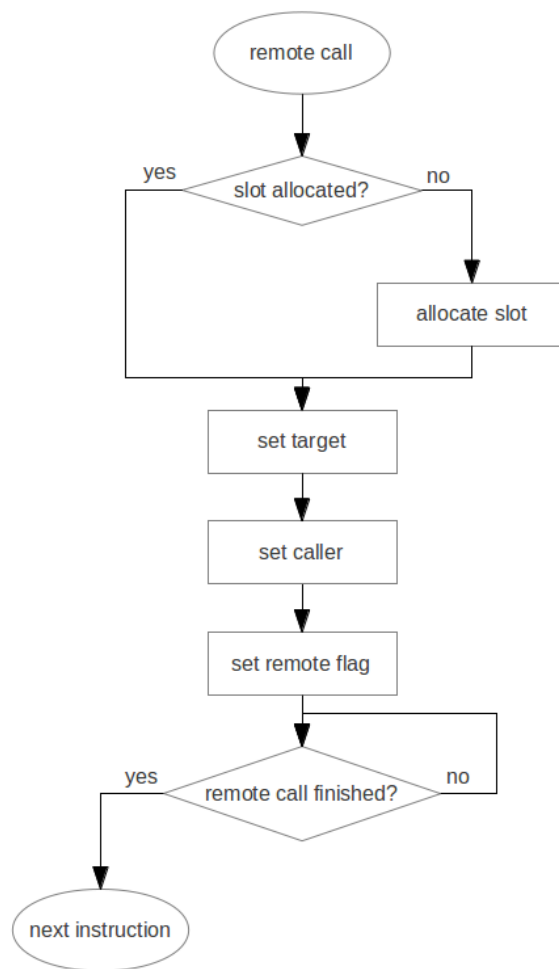 remote call
yes
slot allocated?
no
allocate slot
set target
set caller
set remote flag
yes
remote call finished?
no
next instruction